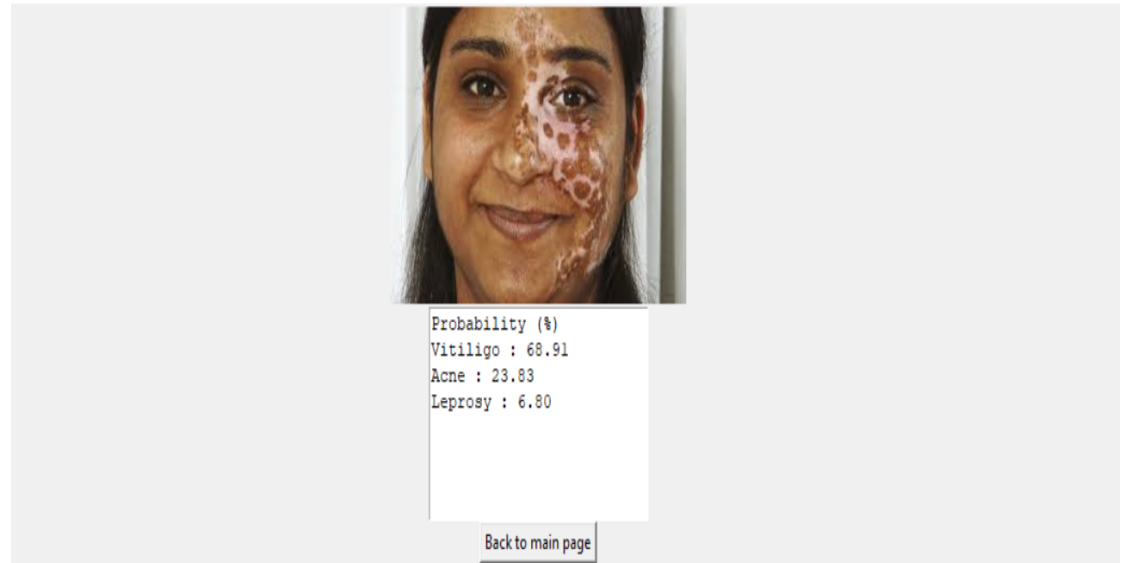 Probability (%)
Vitiligo : 68.91
Acne : 23.83
Leprosy : 6.80
Back to main page